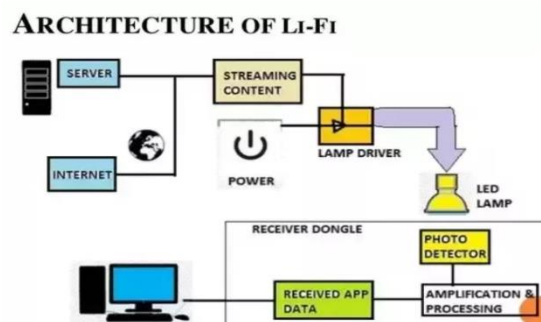 ARCHITECTURE OF LI-FI
SERVER
STREAMING
CONTENT
INTERNET
POWER
LAMP DRIVER
LED
LAMP
RECEIVER DONGLE
PHOTO
DETECTOR
RECEIVED APP
DATA
AMPLIFICATION &
PROCESSING